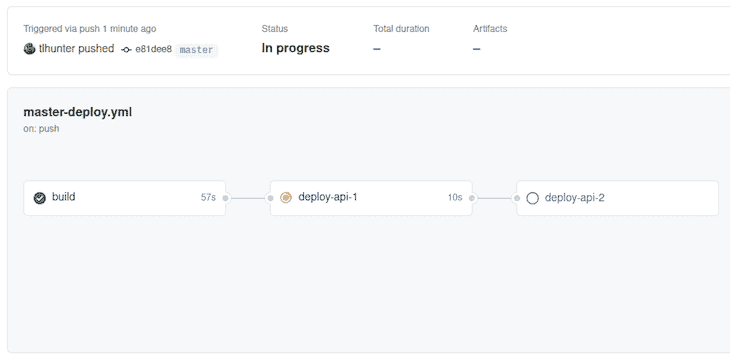 Triggered via push 1 minute ago
tlhunter pushed e81dee8 master
Status
In progress
Total duration
–
Artifacts
–
master-deploy.yml
on: push
build 57s
deploy-api-1 10s
deploy-api-2